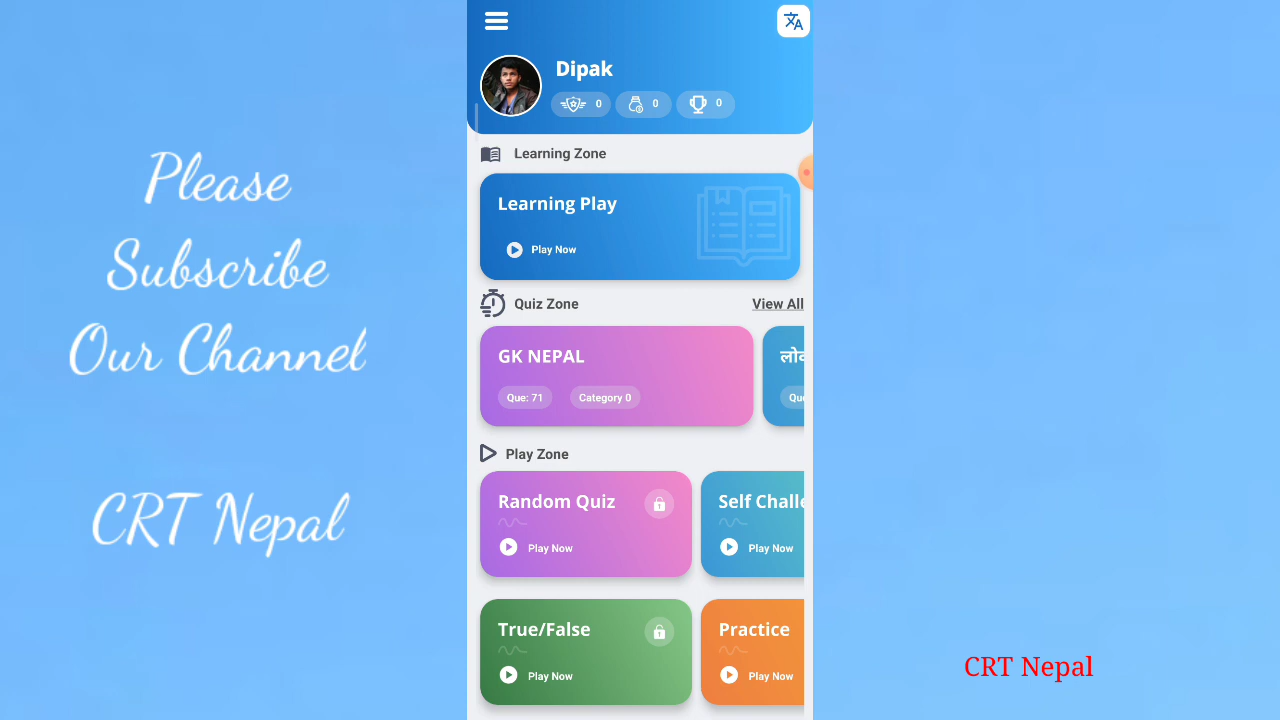 Please
Subscribe
Our Channel
CRT Nepal
Dipak
0 0 0
Learning Zone
Learning Play
Play Now
Quiz Zone View All
GK NEPAL
Que: 71 Category 0
Play Zone
Random Quiz
Play Now
Self Challe
Play Now
True/False
Play Now
Practice
Play Now
CRT Nepal